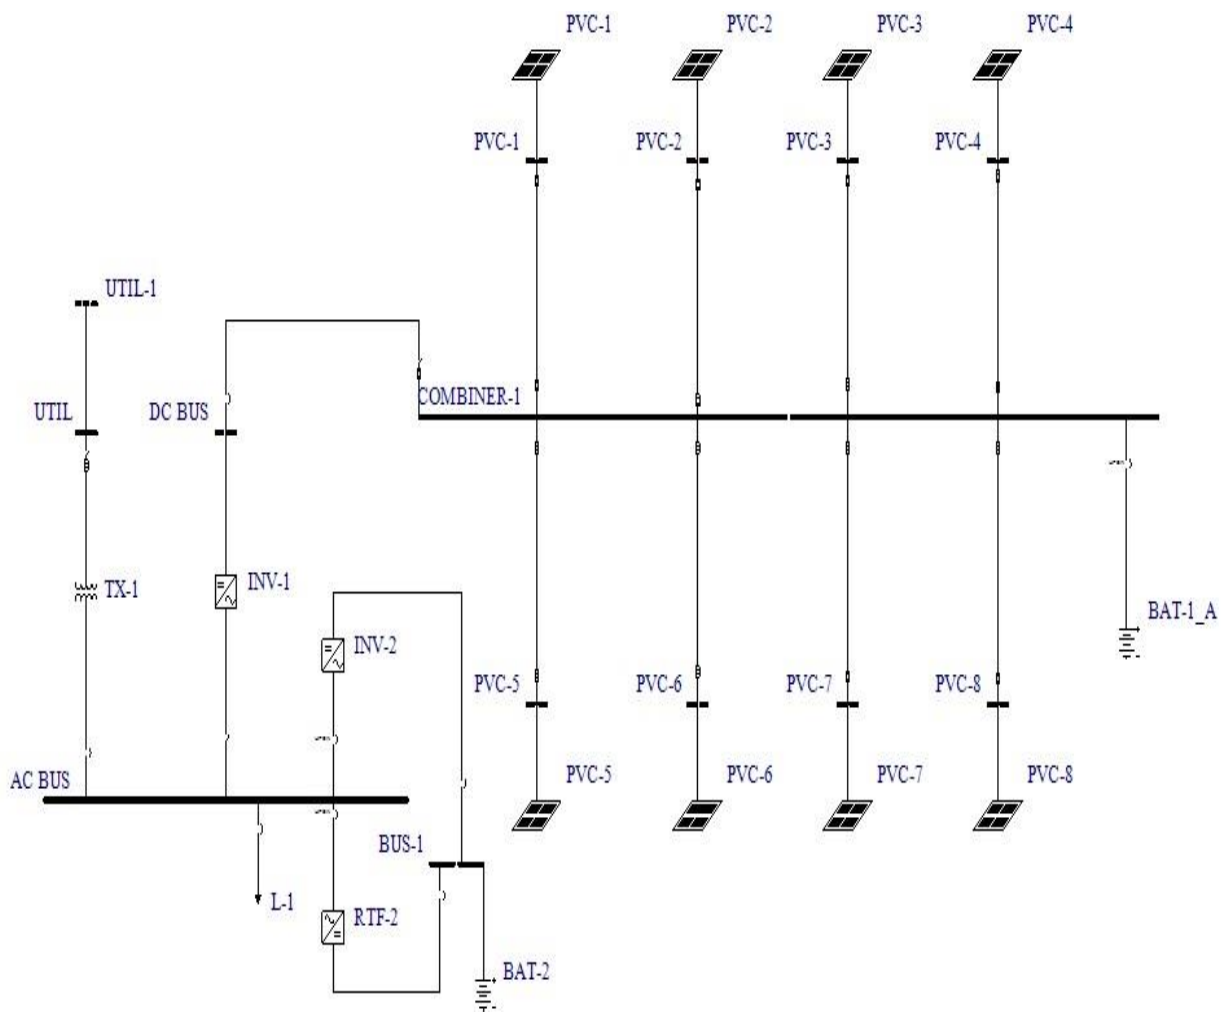 PVC-1 PVC-2 PVC-3 PVC-4
PVC-1 PVC-2 PVC-3 PVC-4
UTIL-1
COMBINER-1
UTIL DC BUS
TX-1 INV-1
BAT-1_A
INV-2
PVC-5 PVC-6 PVC-7 PVC-8
AC BUS
PVC-5 PVC-6 PVC-7 PVC-8
BUS-1
L-1
RTF-2
BAT-2